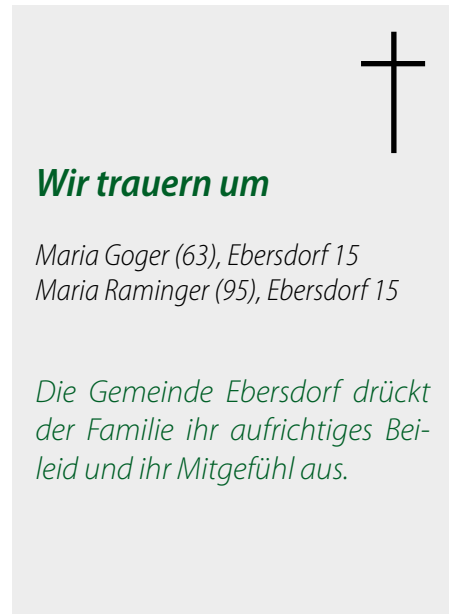 Wir trauern um
Maria Goger (63), Ebersdorf 15
Maria Raminger (95), Ebersdorf 15
Die Gemeinde Ebersdorf drückt
der Familie ihr aufrichtiges Bei-
leid und ihr Mitgefühl aus.